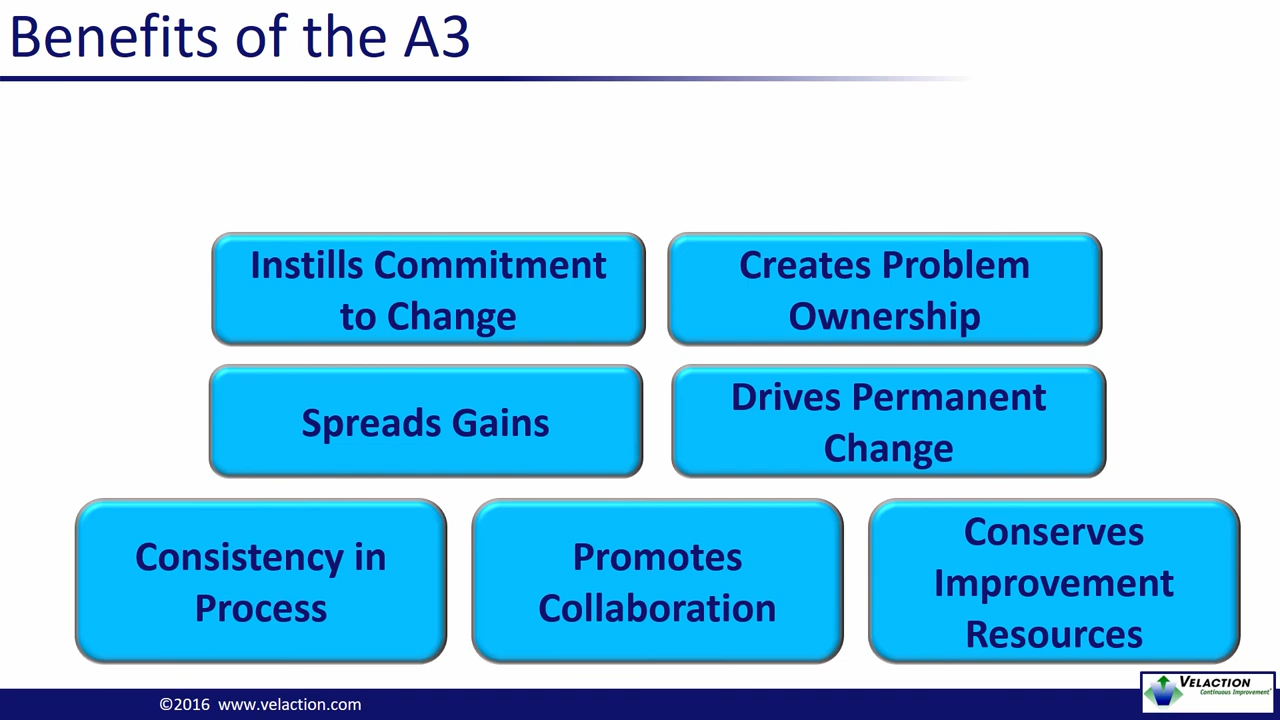 Benefits of the A3
Instills Commitment
to Change
Creates Problem
Ownership
Spreads Gains
Drives Permanent
Change
Consistency in
Process
Promotes
Collaboration
Conserves
Improvement
Resources
©2016 www.velaction.com
VELACTION
Continuous Improvement